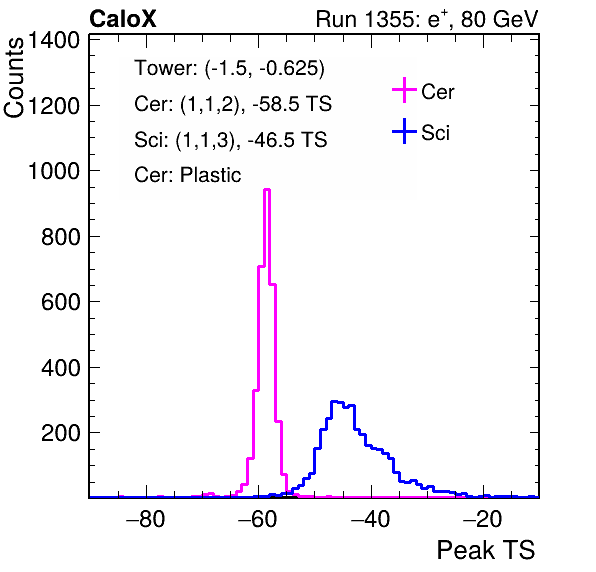 CaloX Run 1355: e+, 80 GeV
Counts
1400
1200
1000
800
600
400
200
Tower: (-1.5, -0.625)
Cer: (1,1,2), -58.5 TS
Sci: (1,1,3), -46.5 TS
Cer: Plastic
Cer
Sci
−80 −60 −40 −20
Peak TS